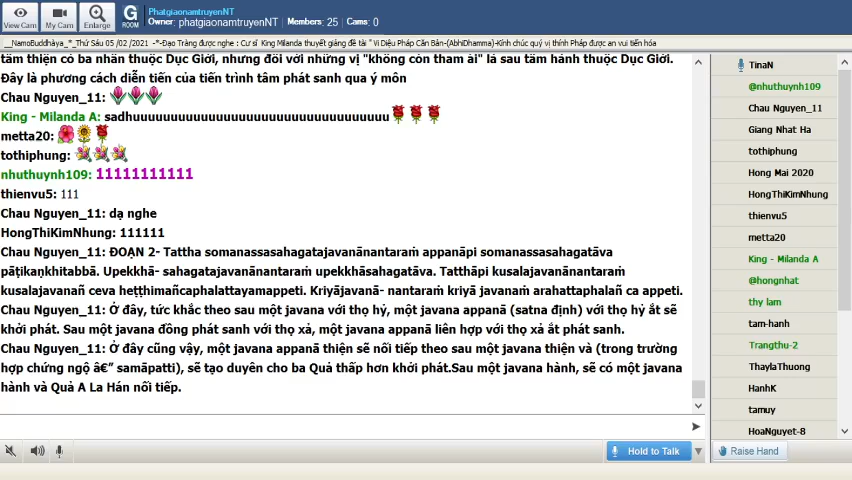 PhatgiaonamtruyenNT
Owner: phatgiaonamtruyenNT | Members: 25 | Cams: 0
View Cam
My Cam
Enlarge
G
ROOM
__NamoBuddhàya_*_Thứ Sáu 05 /02 /2021 -*-Đạo Tràng được nghe : Cư sĩ King Milanda thuyết giảng đề tài " Vi Diệu Pháp Căn Bản-(AbhiDhamma)-Kính chúc quý vị thính Pháp được an vui tiến hóa
tâm thiện có ba nhân thuộc Dục Giới, nhưng đối với những vị "không còn tham ái" là sau tâm hành thuộc Dục Giới.
Đây là phương cách diễn tiến của tiến trình tâm phát sanh qua ý môn
Chau Nguyen_11:
King - Milanda A: sadhuuuuuuuuuuuuuuuuuuuuuuuuuuuuuuuuuu
metta20:
tothiphung:
nhuthuynh109: 11111111111
thienvu5: 111
Chau Nguyen_11: dạ nghe
HongThiKimNhung: 111111
Chau Nguyen_11: ĐOẠN 2- Tattha somanassasahagatajavanānantaraṁ appanāpi somanassasahagatāva
pāṭikaṇkhitabbā. Upekkhā- sahagatajavanānantaraṁ upekkhāsahagatāva. Tatthāpi kusalajavanānantaraṁ
kusalajavanañ ceva heṭṭhimañcaphalattayamappeti. Kriyājavanā- nantaraṁ kriyā javanaṁ arahattaphalañ ca appeti.
Chau Nguyen_11: Ở đây, tức khắc theo sau một javana với thọ hỷ, một javana appanā (satna định) với thọ hỷ ắt sẽ
khởi phát. Sau một javana đồng phát sanh với thọ xả, một javana appanā liên hợp với thọ xả ắt phát sanh.
Chau Nguyen_11: Ở đây cũng vậy, một javana appanā thiện sẽ nối tiếp theo sau một javana thiện và (trong trường
hợp chứng ngộ â€” samāpatti), sẽ tạo duyên cho ba Quả thấp hơn khởi phát.Sau một javana hành, sẽ có một javana
hành và Quả A La Hán nối tiếp.
TinaN
@nhuthuynh109
Chau Nguyen_11
Giang Nhat Ha
tothiphung
Hong Mai 2020
HongThiKimNhung
thienvu5
metta20
King - Milanda A
@hongnhat
thy lam
tam-hanh
Trangthu-2
ThaylaThuong
HanhK
tamuy
HoaNguyet-8
Hold to Talk
Raise Hand